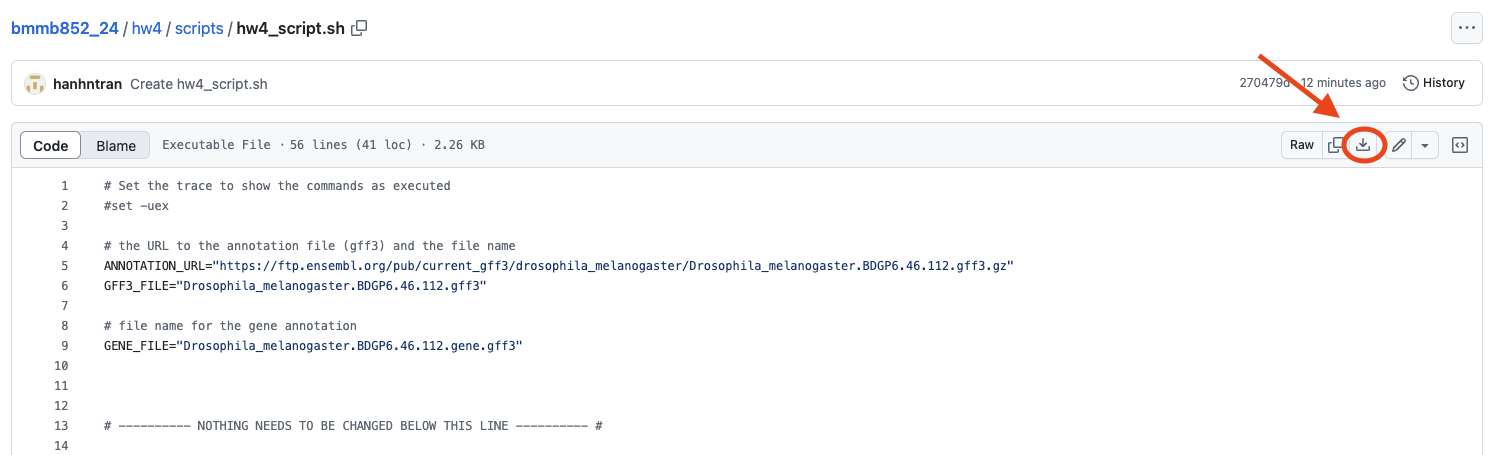 bmmb852_24 / hw4 / scripts / hw4_script.sh
hanhntran Create hw4_script.sh 270479d · 12 minutes ago History
Code Blame Executable File · 56 lines (41 loc) · 2.26 KB Raw
1 # Set the trace to show the commands as executed
2 #set -uex
3
4 # the URL to the annotation file (gff3) and the file name
5 ANNOTATION_URL="https://ftp.ensembl.org/pub/current_gff3/drosophila_melanogaster/Drosophila_melanogaster.BDGP6.46.112.gff3.gz"
6 GFF3_FILE="Drosophila_melanogaster.BDGP6.46.112.gff3"
7
8 # file name for the gene annotation
9 GENE_FILE="Drosophila_melanogaster.BDGP6.46.112.gene.gff3"
10
11
12
13 # ---------- NOTHING NEEDS TO BE CHANGED BELOW THIS LINE ---------- #
14